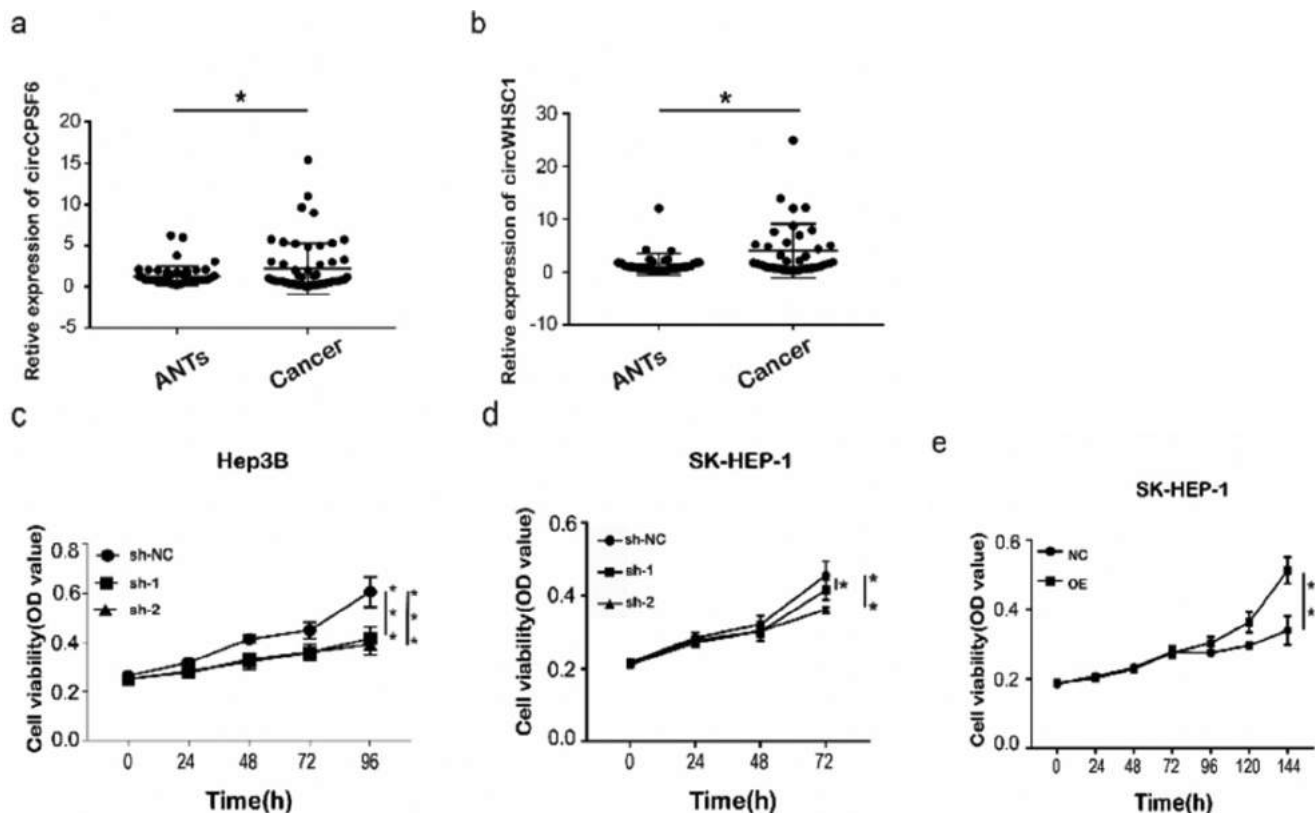 a
Retive expression of circCPSF6
*
20
15
10
5
0
-5
ANTs
Cancer
b
Retive expression of circWHSC1
*
30
20
10
0
-10
ANTs
Cancer
c
Hep3B
Cell viability(OD value)
0.8
0.6
0.4
0.2
0.0
sh-NC
sh-1
sh-2
* * *
* * *
0 24 48 72 96
Time(h)
d
SK-HEP-1
Cell viability(OD value)
0.6
0.4
0.2
0.0
sh-NC
sh-1
sh-2
*
* *
0 24 48 72
Time(h)
e
SK-HEP-1
Cell viability(OD value)
0.6
0.4
0.2
0.0
NC
OE
* *
0 24 48 72 96 120 144
Time(h)